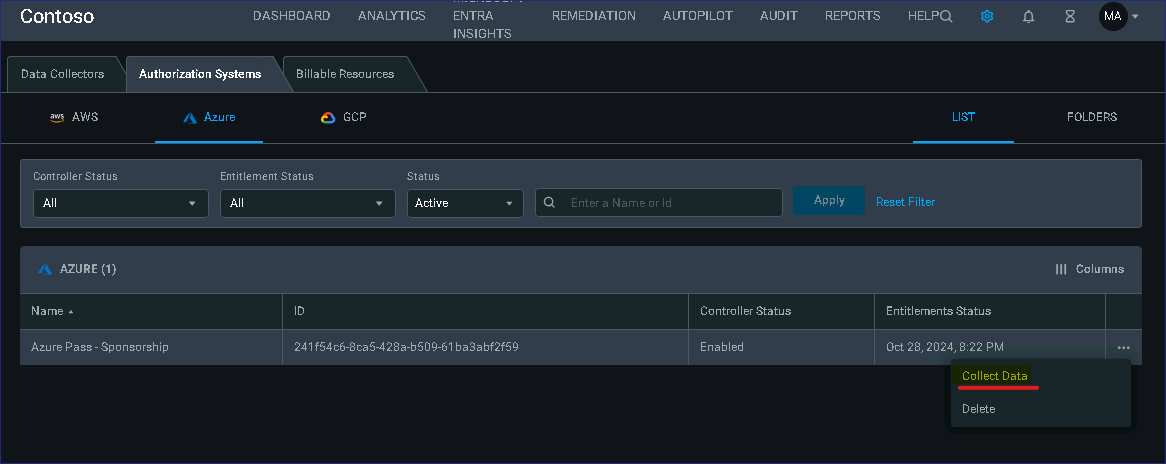 Contoso
DASHBOARD
ANALYTICS
ENTRA
INSIGHTS
REMEDIATION
AUTOPILOT
AUDIT
REPORTS
HELP
MA
Data Collectors
Authorization Systems
Billable Resources
aws AWS
Azure
GCP
LIST
FOLDERS
Controller Status
Entitlement Status
Status
All
All
Active
Enter a Name or Id
Apply
Reset Filter
AZURE (1)
Columns
Name
ID
Controller Status
Entitlements Status
Azure Pass - Sponsorship
241f54c6-8ca5-428a-b509-61ba3abf2f59
Enabled
Oct 28, 2024, 8:22 PM
Collect Data
Delete